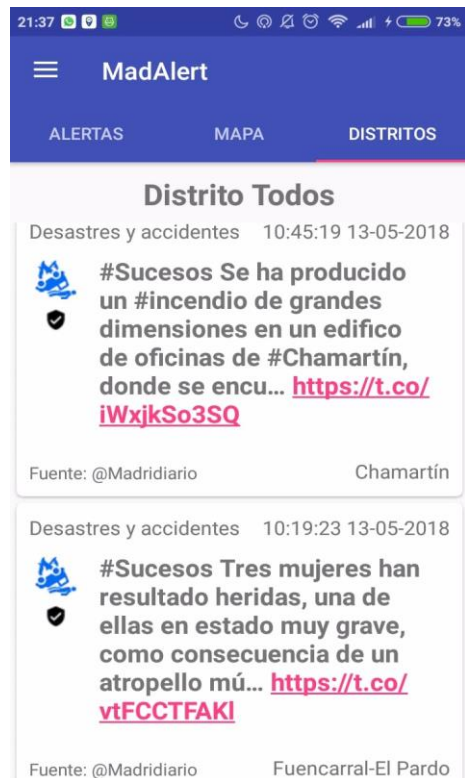 21:37 73%
MadAlert
ALERTAS MAPA DISTRITOS
Distrito Todos
Desastres y accidentes 10:45:19 13-05-2018
#Sucesos Se ha producido
un #incendio de grandes
dimensiones en un edifico
de oficinas de #Chamartín,
donde se encu... https://t.co/
iWxjkSo3SQ
Fuente: @Madridiario Chamartín
Desastres y accidentes 10:19:23 13-05-2018
#Sucesos Tres mujeres han
resultado heridas, una de
ellas en estado muy grave,
como consecuencia de un
atropello mú... https://t.co/
vtFCCTFAKl
Fuente: @Madridiario Fuencarral-El Pardo